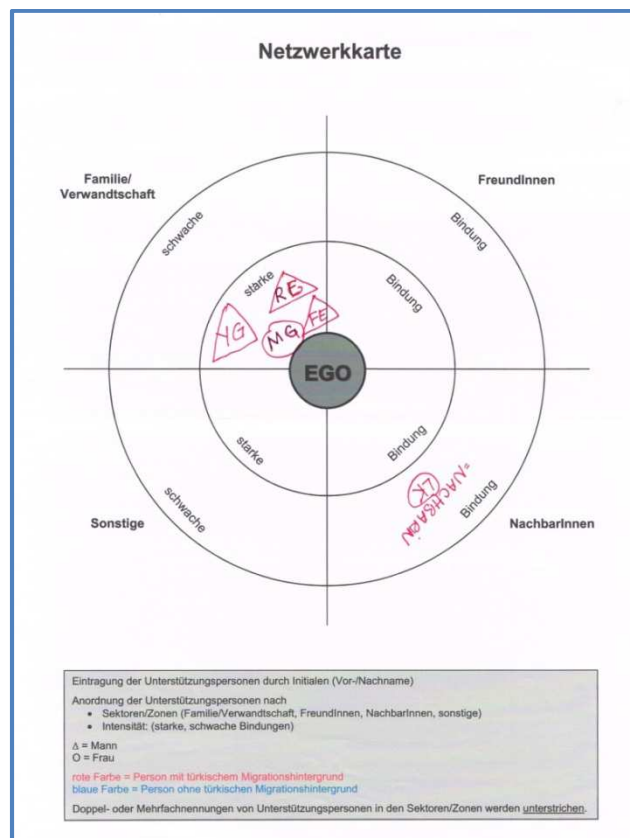 Netzwerkkarte
Familie/
Verwandtschaft
FreundInnen
schwache
Bindung
starke
Bindung
RE
YG
FE
MG
EGO
starke
Bindung
LK
= NACHBARIN
schwache
Bindung
Sonstige
NachbarInnen
Eintragung der Unterstützungspersonen durch Initialen (Vor-/Nachname)
Anordnung der Unterstützungspersonen nach
• Sektoren/Zonen (Familie/Verwandtschaft, FreundInnen, NachbarInnen, sonstige)
• Intensität: (starke, schwache Bindungen)
Δ = Mann
O = Frau
rote Farbe = Person mit türkischem Migrationshintergrund
blaue Farbe = Person ohne türkischen Migrationshintergrund
Doppel- oder Mehrfachnennungen von Unterstützungspersonen in den Sektoren/Zonen werden unterstrichen.